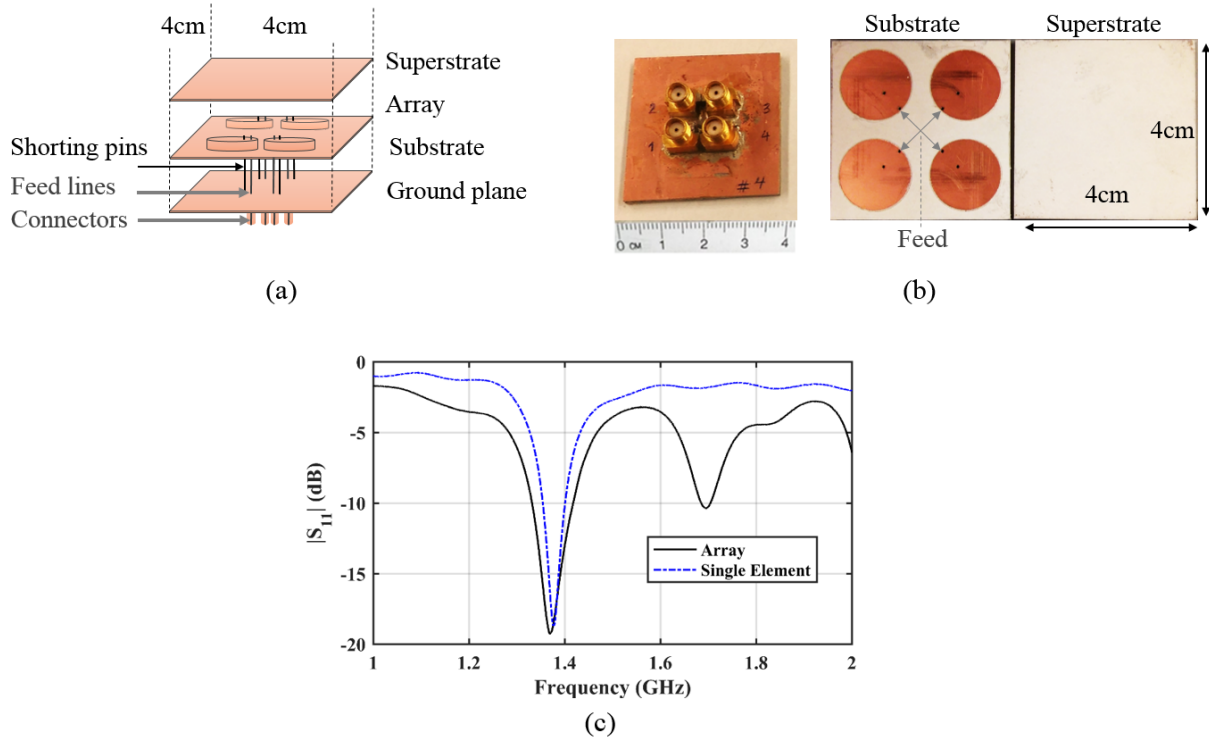 4cm 4cm
Superstrate
Array
Shorting pins
Substrate
Feed lines
Ground plane
Connectors
(a)
2 3
1 4
#4
0 CM 1 2 3 4
Substrate Superstrate
4cm
4cm
Feed
(b)
0
-5
-10
-15
-20
|S11| (dB)
Array
Single Element
1 1.2 1.4 1.6 1.8 2
Frequency (GHz)
(c)